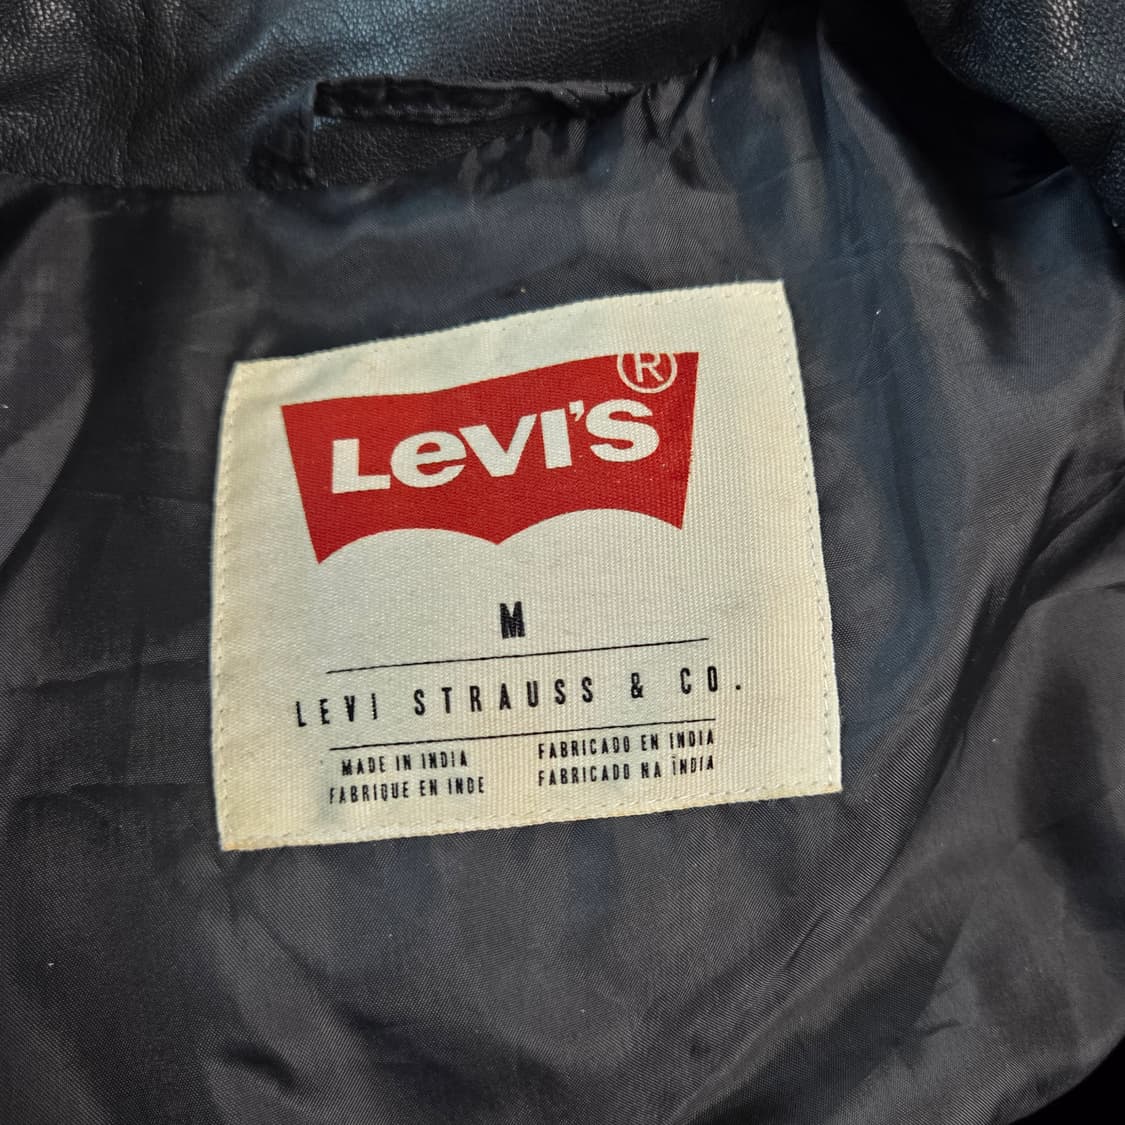 Levi's ®
M
LEVI STRAUSS & CO.
MADE IN INDIA
FABRIQUE EN INDE
FABRICADO EN INDIA
FABRICADO NA ÍNDIA